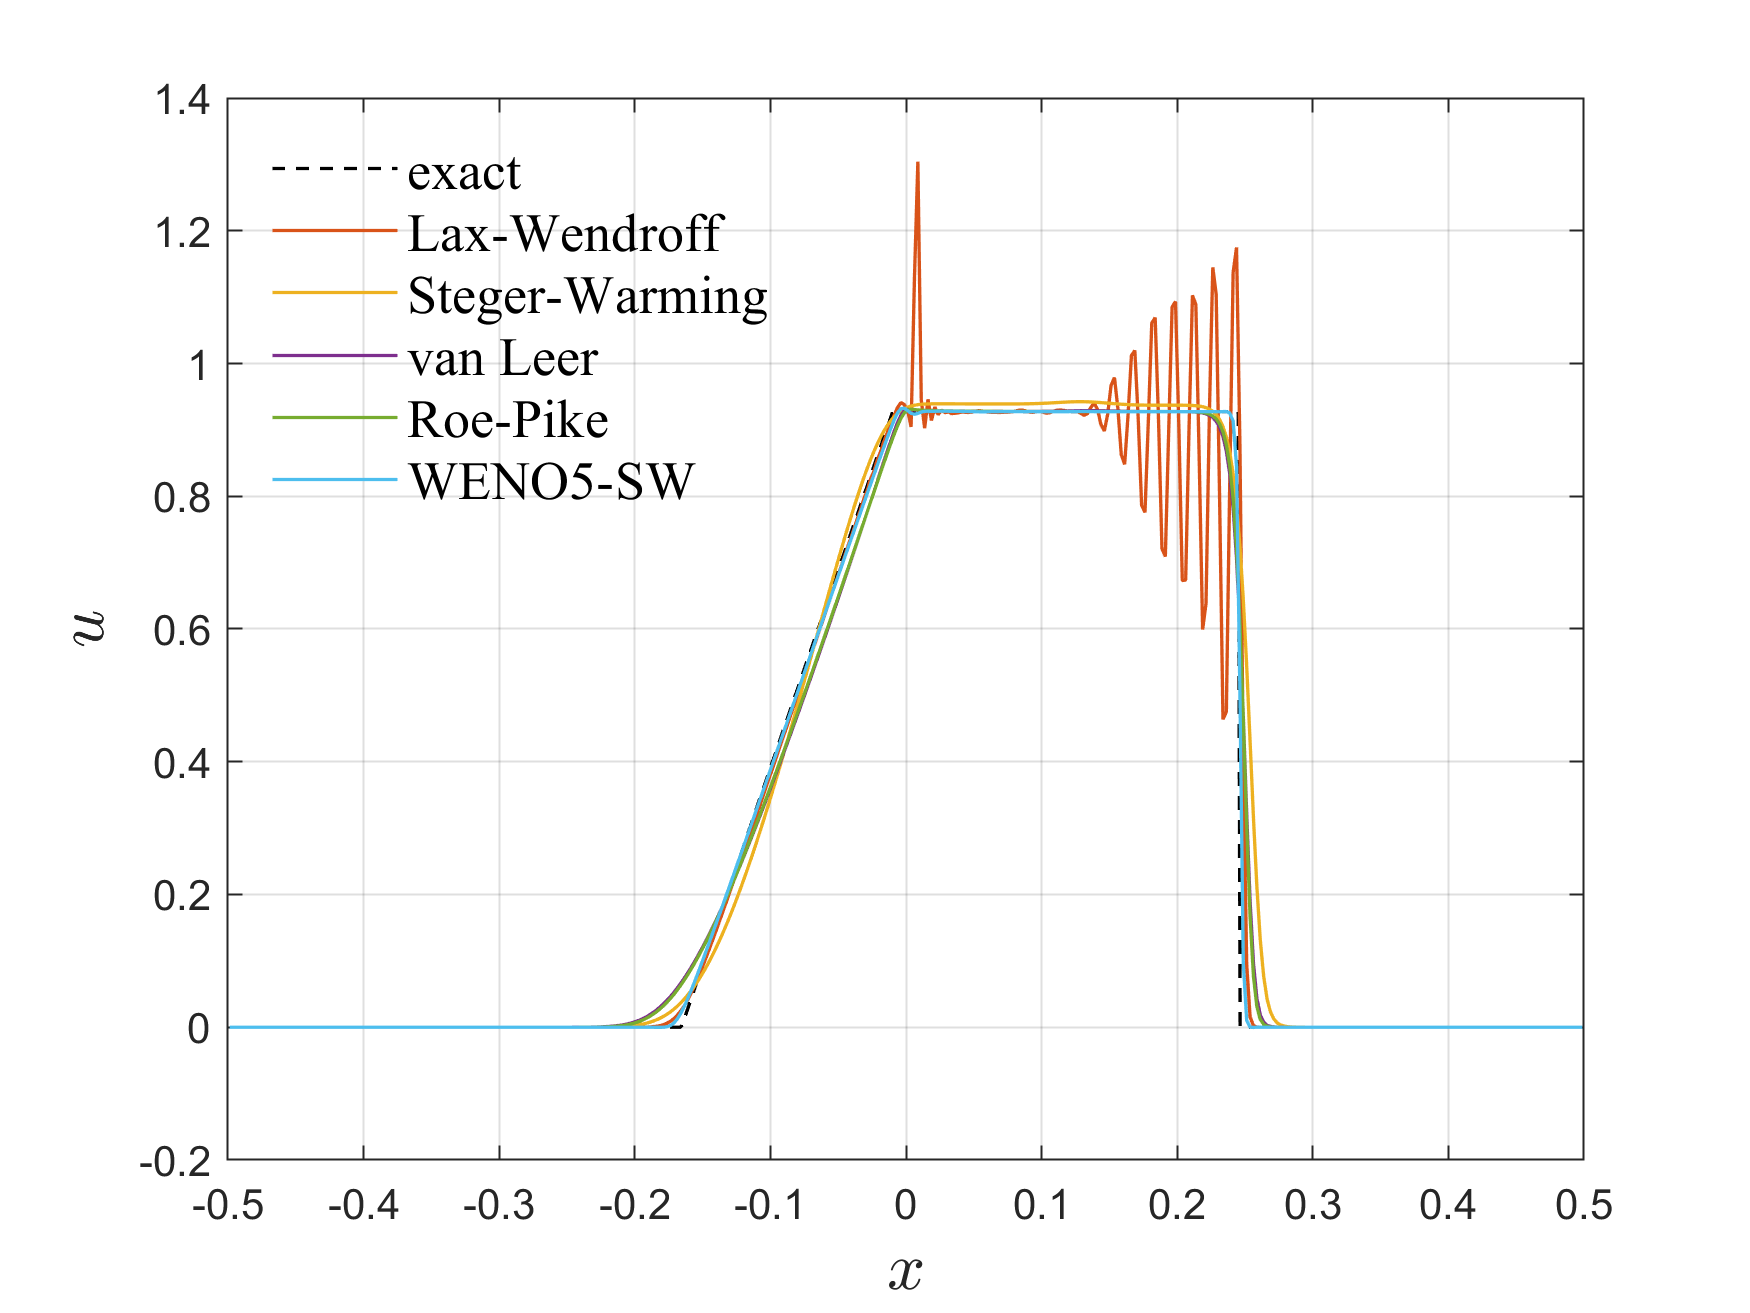 1.4
1.2
1
0.8
0.6
0.4
0.2
0
-0.2
exact
Lax-Wendroff
Steger-Warming
van Leer
Roe-Pike
WENO5-SW
u
-0.5 -0.4 -0.3 -0.2 -0.1 0 0.1 0.2 0.3 0.4 0.5
x